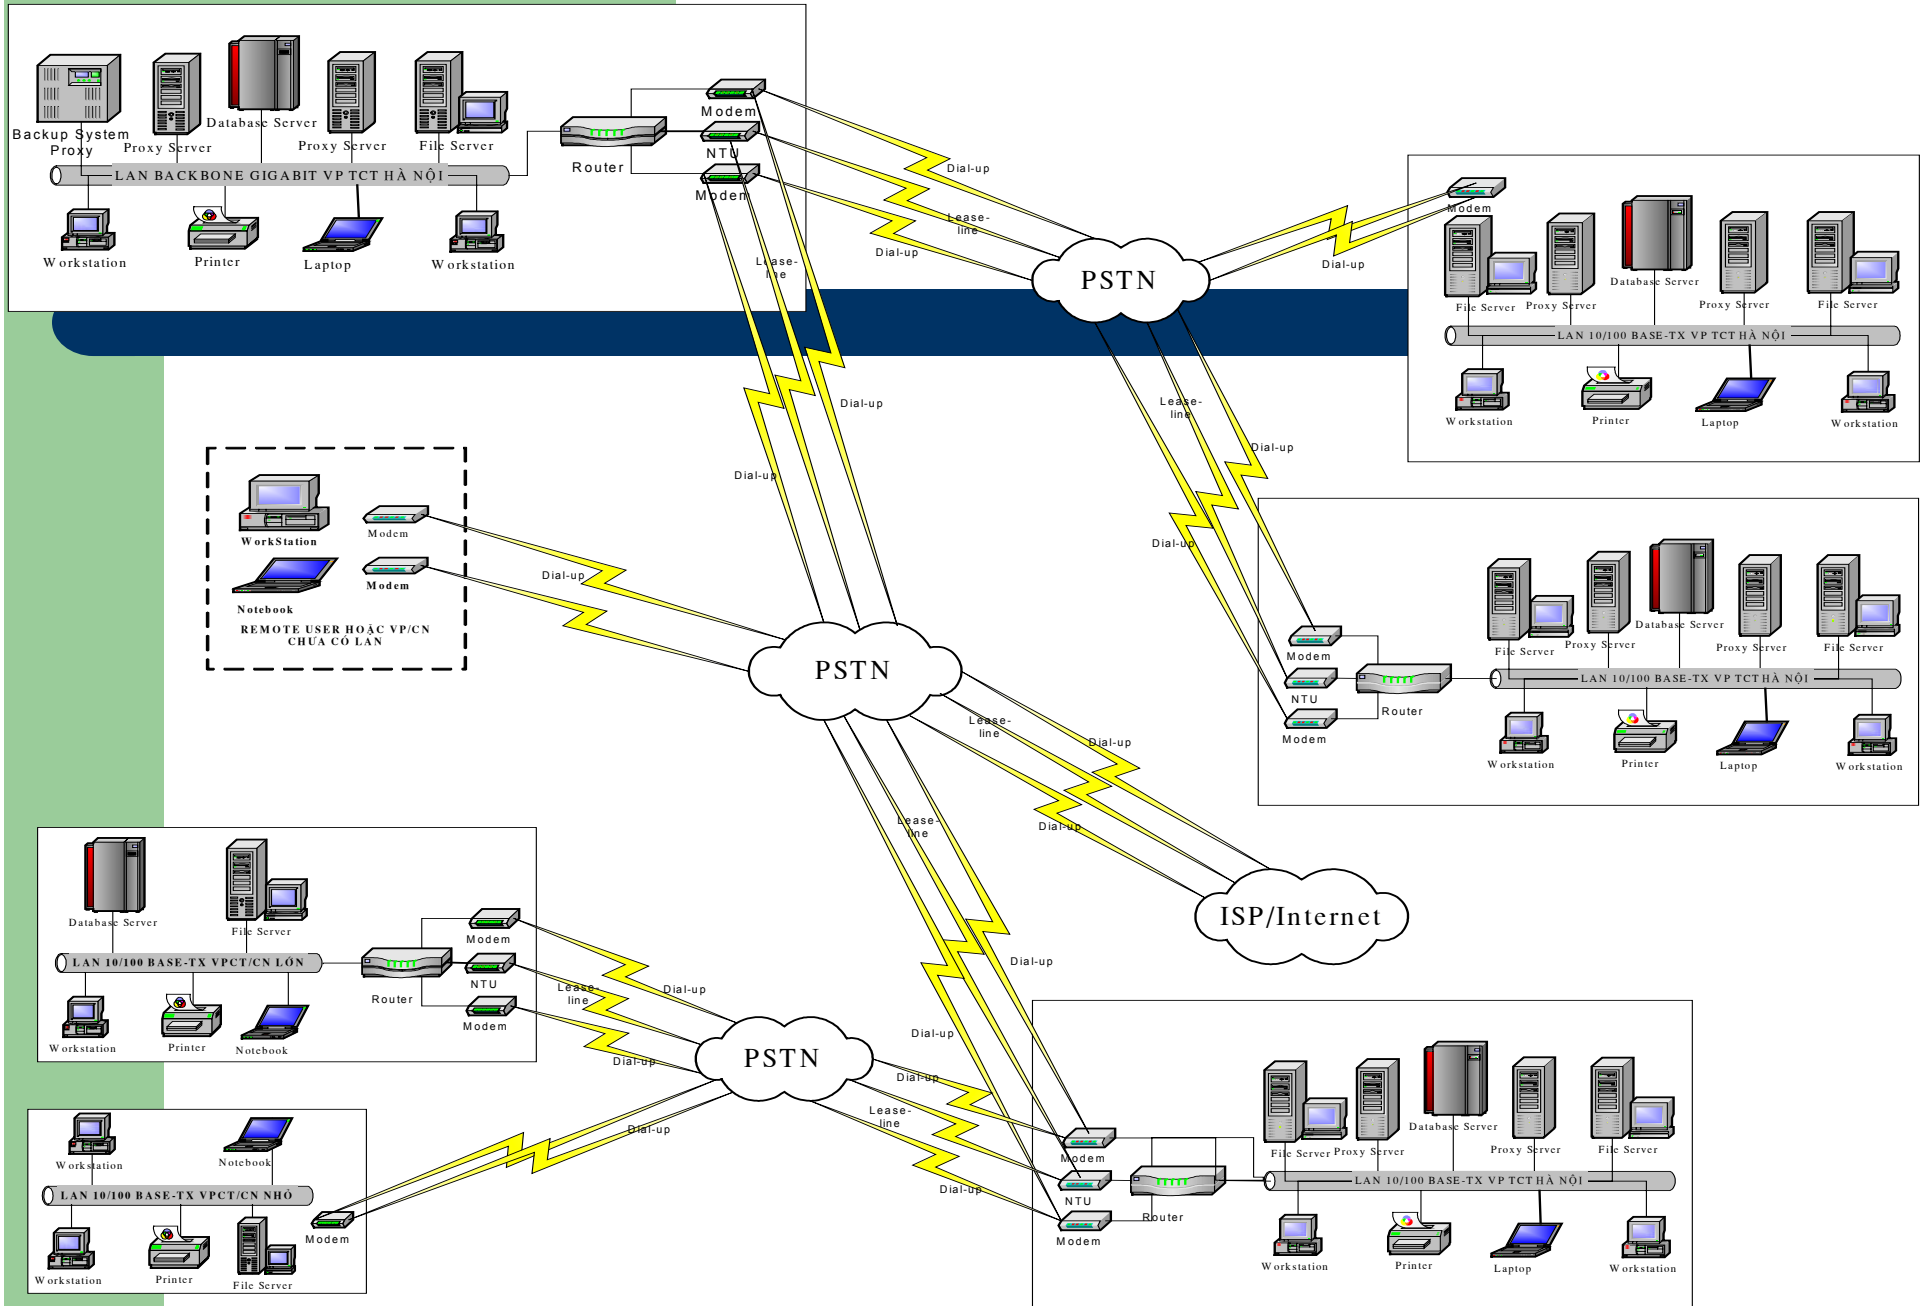 Backup System
Proxy
Proxy Server
Database Server
Proxy Server
File Server
LAN BACKBONE GIGABIT VP TCT HÀ NỘI
Workstation
Printer
Laptop
Workstation
Router
Modem
NTU
Modem
Dial-up
Lease-
line
Dial-up
Lease-
line
PSTN
Dial-up
Modem
File Server
Proxy Server
Database Server
Proxy Server
File Server
LAN 10/100 BASE-TX VP TCT HÀ NỘI
Workstation
Printer
Laptop
Workstation
Dial-up
Dial-up
Lease-
line
Dial-up
Dial-up
WorkStation
Modem
Notebook
Modem
REMOTE USER HOẶC VP/CN
CHƯA CÓ LAN
Dial-up
PSTN
Modem
NTU
Modem
Router
File Server
Proxy Server
Database Server
Proxy Server
File Server
LAN 10/100 BASE-TX VP TCT HÀ NỘI
Workstation
Printer
Laptop
Workstation
Lease-
line
Dial-up
Dial-up
ISP/Internet
Lease-
line
Dial-up
Dial-up
Database Server
File Server
LAN 10/100 BASE-TX VPCT/CN LỚN
Workstation
Printer
Notebook
Router
Modem
NTU
Modem
Dial-up
Lease-
line
Dial-up
PSTN
Dial-up
Lease-
line
Dial-up
Dial-up
Workstation
Notebook
LAN 10/100 BASE-TX VPCT/CN NHỎ
Workstation
Printer
File Server
Modem
Modem
NTU
Modem
Router
File Server
Proxy Server
Database Server
Proxy Server
File Server
LAN 10/100 BASE-TX VP TCT HÀ NỘI
Workstation
Printer
Laptop
Workstation